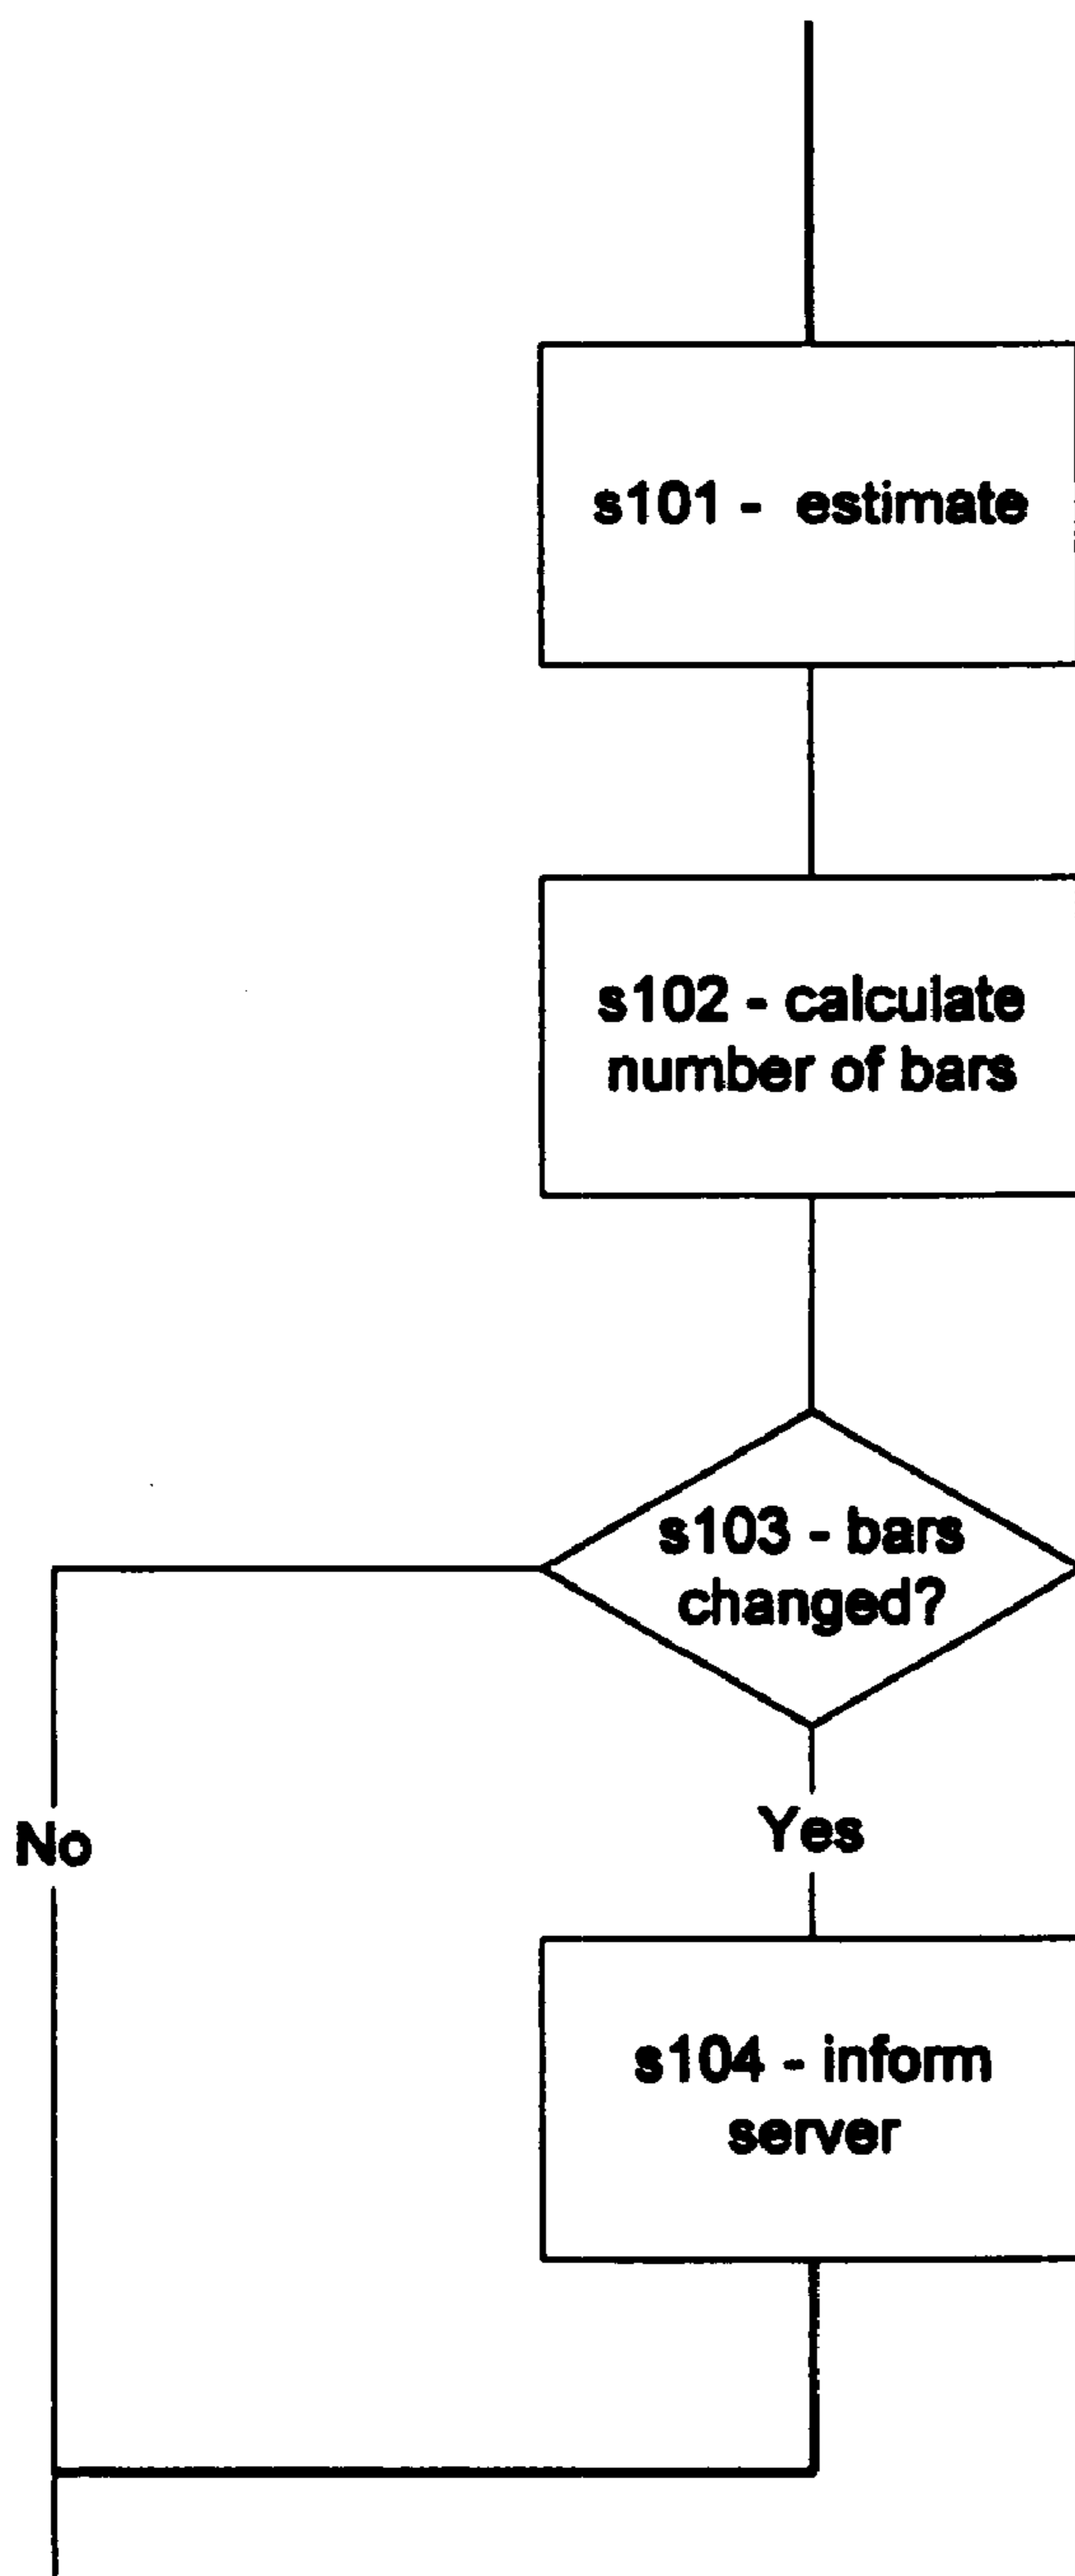 s101 - estimate
s102 - calculate
number of bars
s103 - bars
changed?
No
Yes
s104 - inform
server